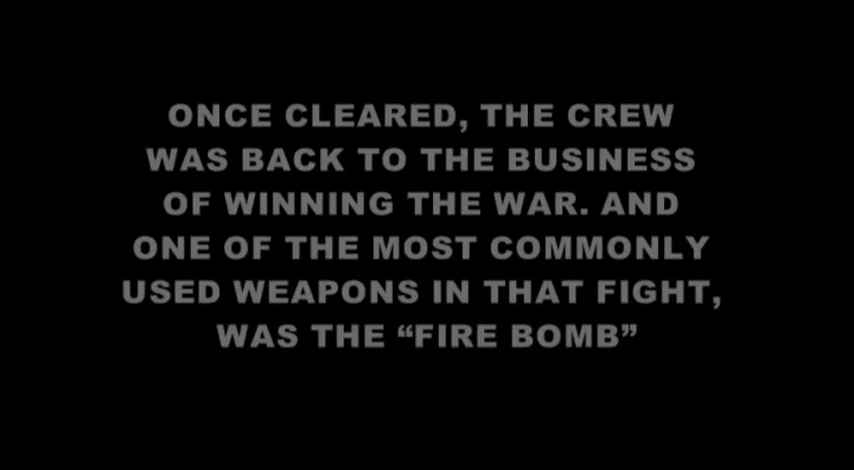 ONCE CLEARED, THE CREW
WAS BACK TO THE BUSINESS
OF WINNING THE WAR. AND
ONE OF THE MOST COMMONLY
USED WEAPONS IN THAT FIGHT,
WAS THE “FIRE BOMB”